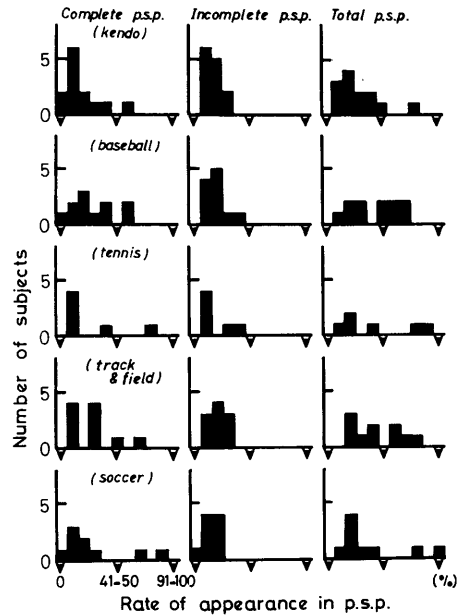 Complete p.s.p. Incomplete p.s.p. Total p.s.p.
(kendo)
5
0
(baseball)
5
0
(tennis)
5
0
(track
& field)
5
0
(soccer)
5
0
0 41-50 91-100 (%)
Rate of appearance in p.s.p.
Number of subjects